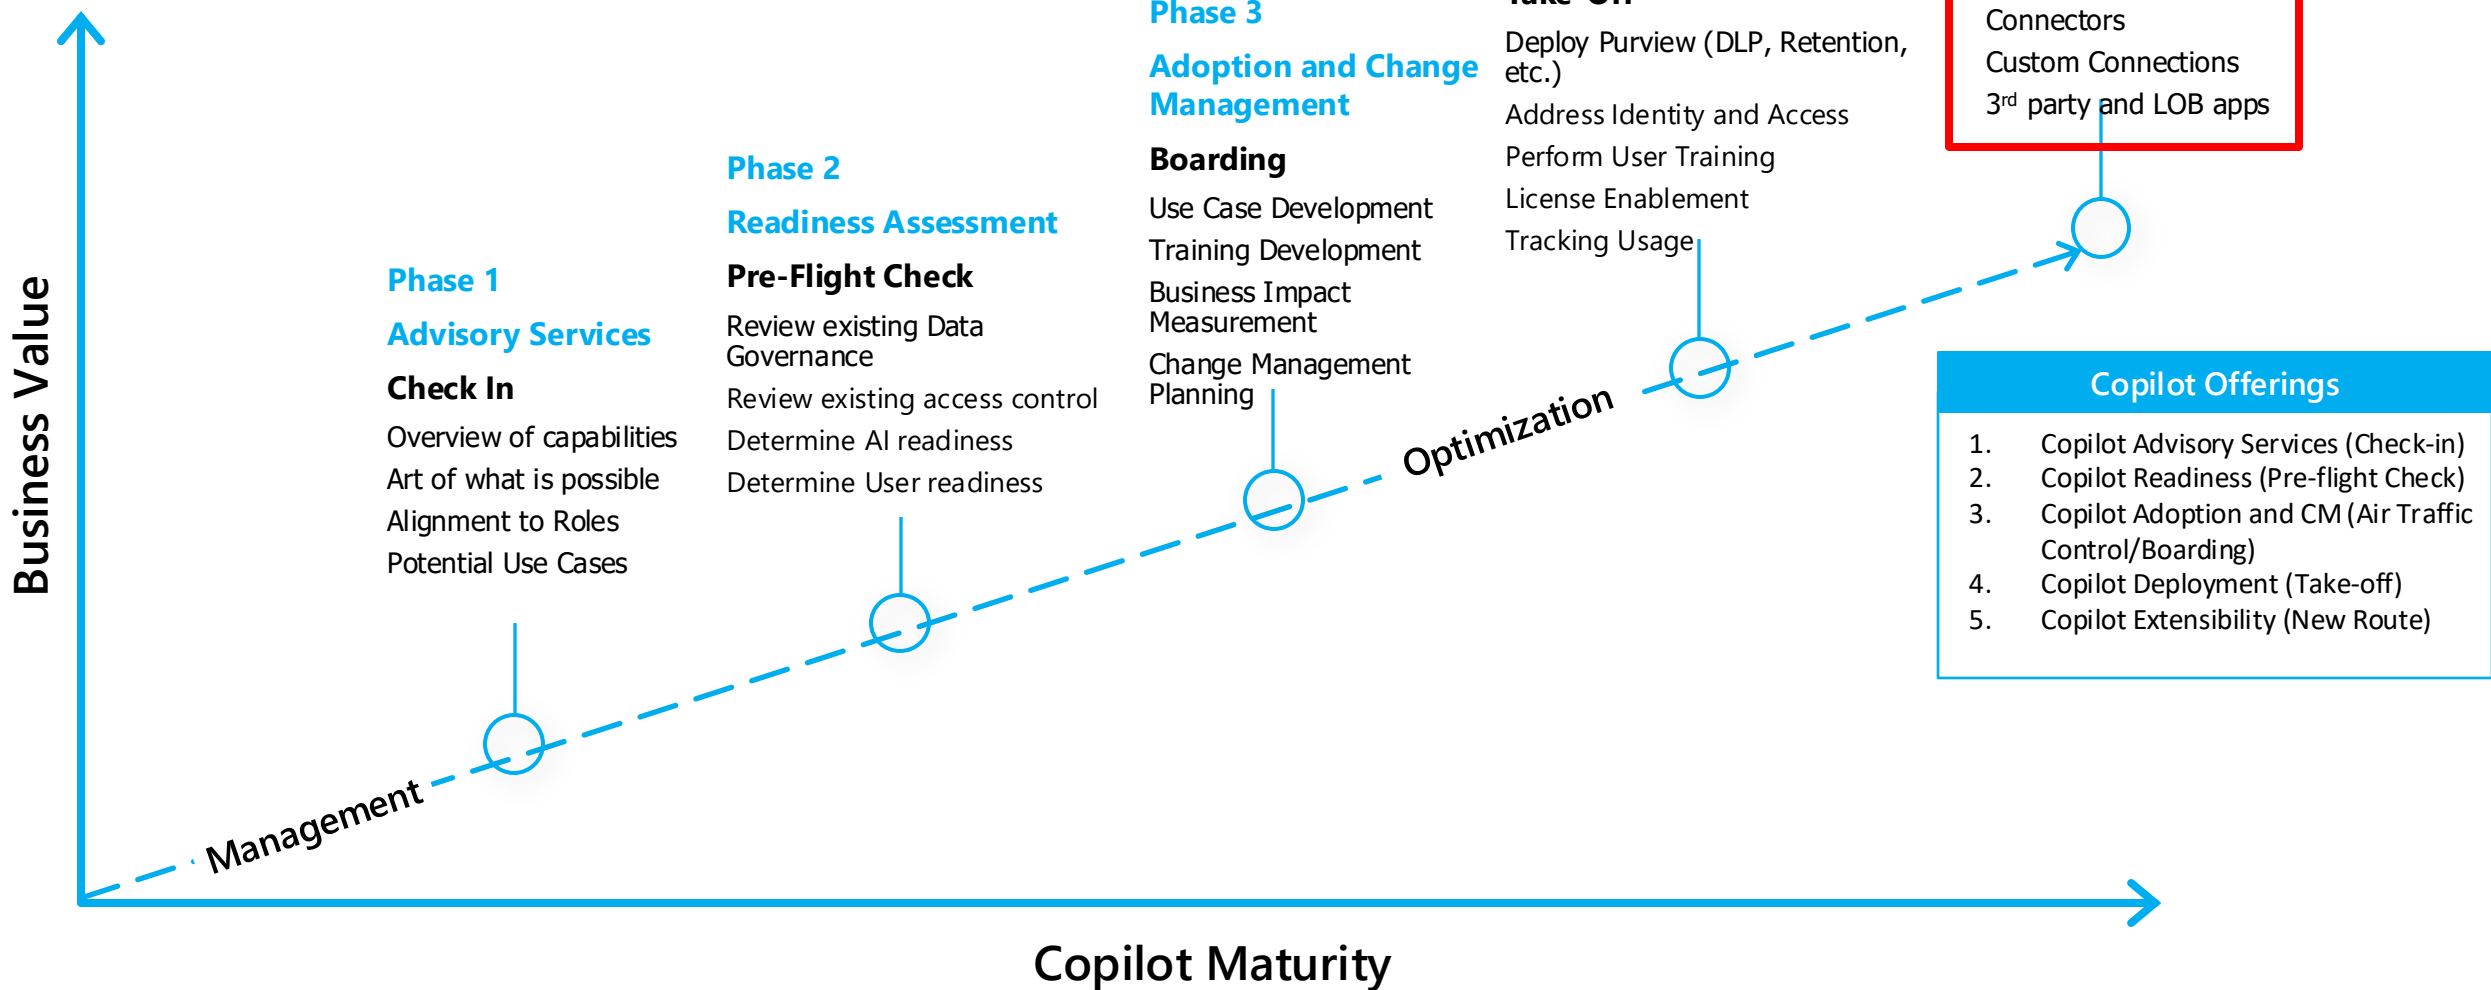 Business Value
Phase 1
Advisory Services
Check In
Overview of capabilities
Art of what is possible
Alignment to Roles
Potential Use Cases
Phase 2
Readiness Assessment
Pre-Flight Check
Review existing Data
Governance
Review existing access control
Determine AI readiness
Determine User readiness
Phase 3
Adoption and Change
Management
Boarding
Use Case Development
Training Development
Business Impact
Measurement
Change Management
Planning
Deploy Purview (DLP, Retention,
etc.)
Address Identity and Access
Perform User Training
License Enablement
Tracking Usage
Connectors
Custom Connections
3rd party and LOB apps
Management
Optimization
Copilot Offerings
1. Copilot Advisory Services (Check-in)
2. Copilot Readiness (Pre-flight Check)
3. Copilot Adoption and CM (Air Traffic
Control/Boarding)
4. Copilot Deployment (Take-off)
5. Copilot Extensibility (New Route)
Copilot Maturity